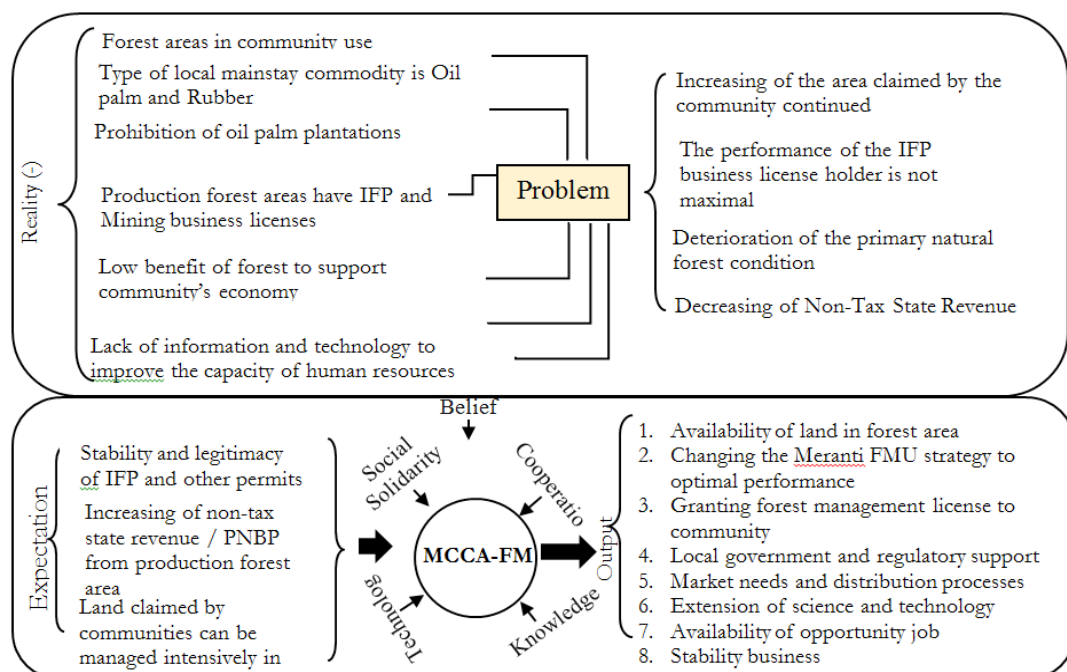 Reality (-)
Forest areas in community use
Type of local mainstay commodity is Oil
palm and Rubber
Prohibition of oil palm plantations
Production forest areas have IFP and
Mining business licenses
Low benefit of forest to support
community's economy
Lack of information and technology to
improve the capacity of human resources
Problem
Increasing of the area claimed by the
community continued
The performance of the IFP
business license holder is not
maximal
Deterioration of the primary natural
forest condition
Decreasing of Non-Tax State Revenue
Expectation
Stability and legitimacy
of IFP and other permits
Increasing of non-tax
state revenue / PNBP
from production forest
area
Land claimed by
communities can be
managed intensively in
Belief
Social
Solidarity
Cooperatio
MCCA-FM
Technolog
Knowledge
Output
1. Availability of land in forest area
2. Changing the Meranti FMU strategy to
optimal performance
3. Granting forest management license to
community
4. Local government and regulatory support
5. Market needs and distribution processes
6. Extension of science and technology
7. Availability of opportunity job
8. Stability business